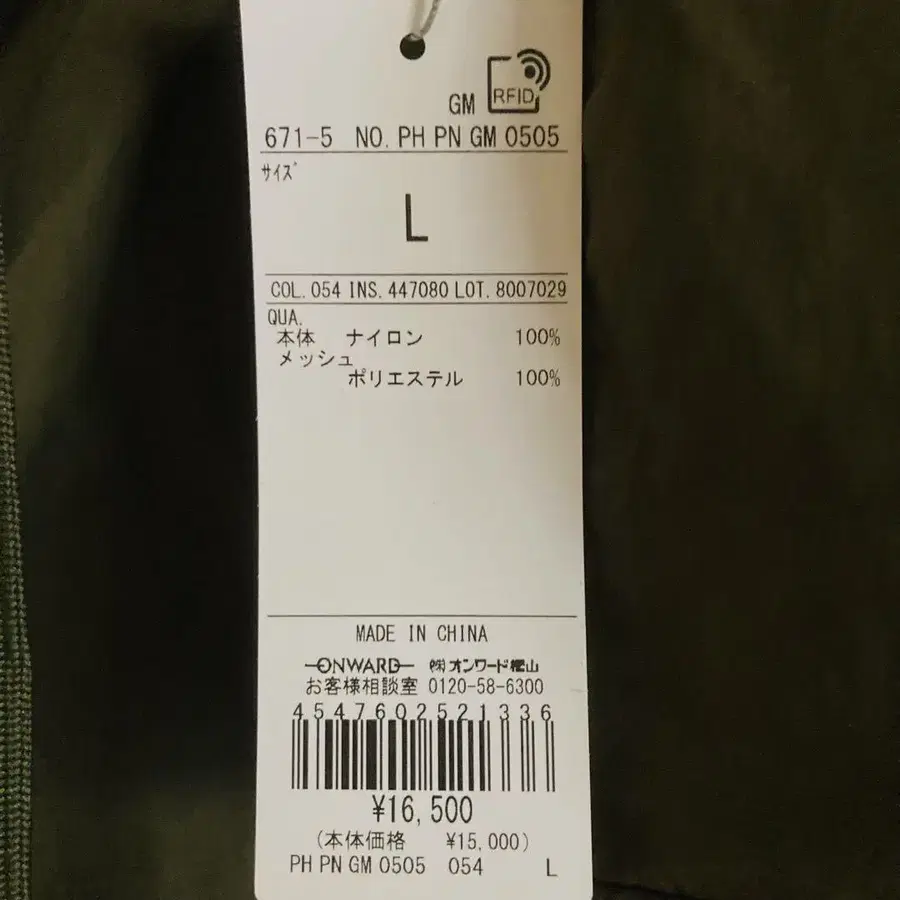 RFID
GM
671-5 NO. PH PN GM 0505
サイズ
L
COL. 054 INS. 447080 LOT. 8007029
QUA.
本体 ナイロン 100%
メッシュ
ポリエステル 100%
MADE IN CHINA
ONWARD ㈱オンワード樫山
お客様相談室 0120-58-6300
4547602521336
¥16,500
(本体価格 ¥15,000)
PH PN GM 0505 054 L